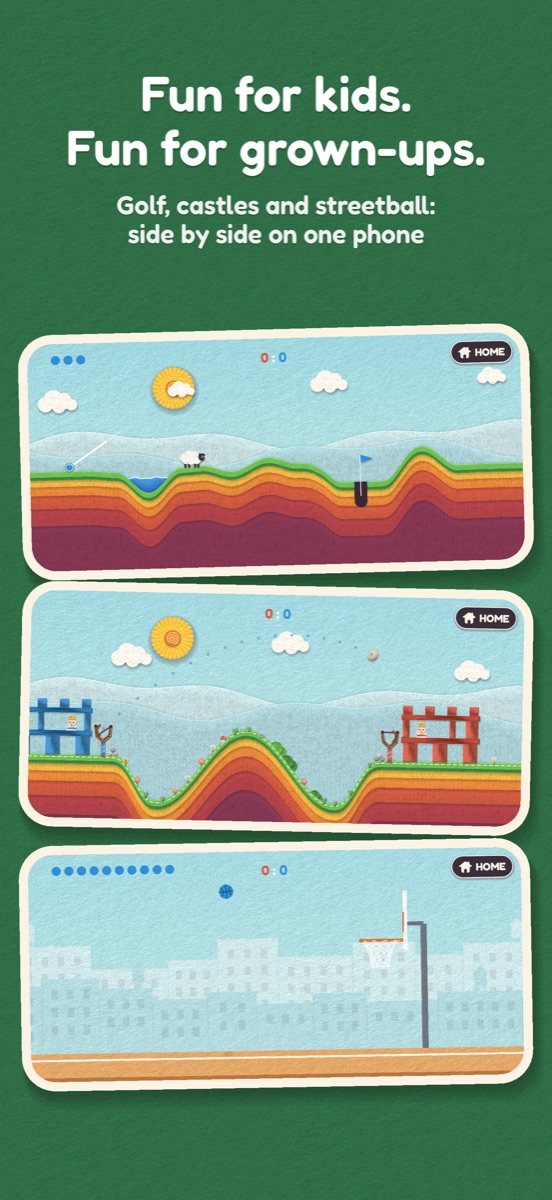 Fun for kids.
Fun for grown-ups.
Golf, castles and streetball:
side by side on one phone
0:0
HOME
0:0
HOME
0:0
HOME